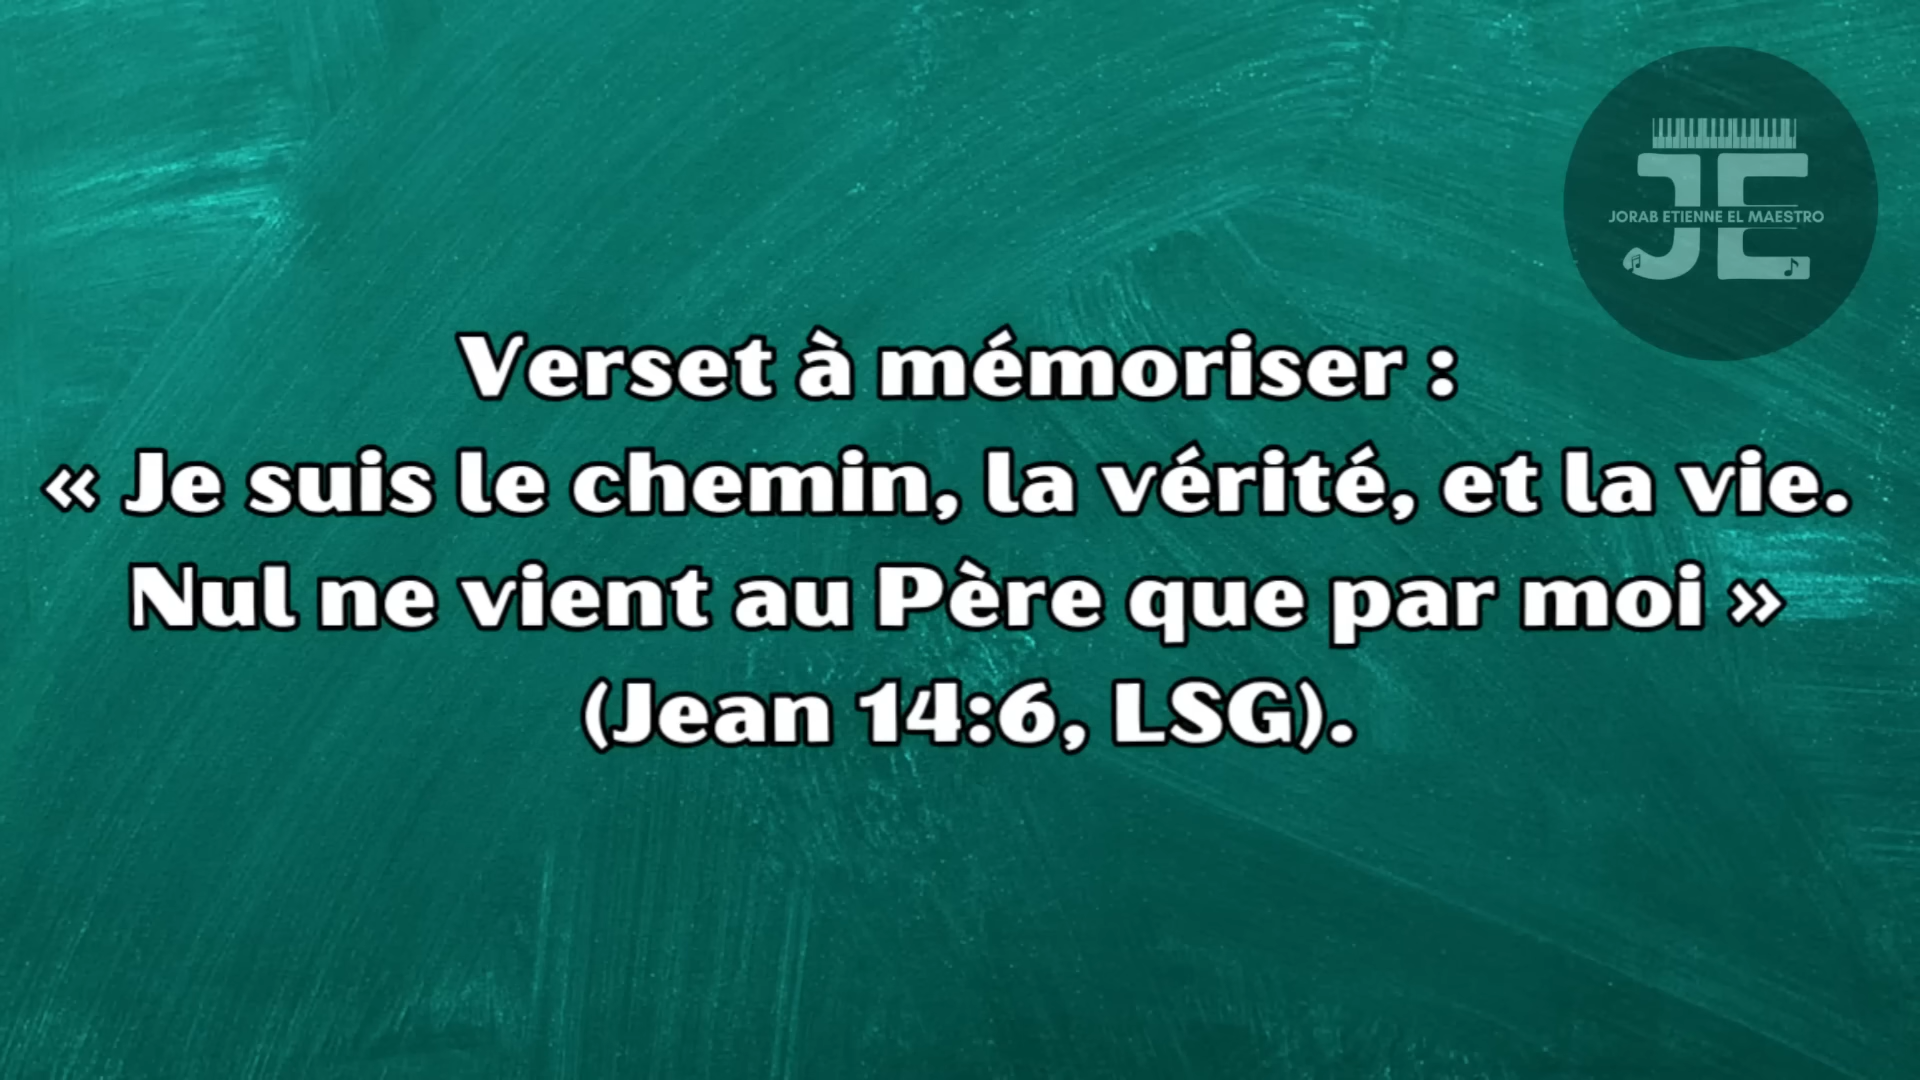 JE
JORAB ETIENNE EL MAESTRO
Verset à mémoriser :
« Je suis le chemin, la vérité, et la vie.
Nul ne vient au Père que par moi »
(Jean 14:6, LSG).